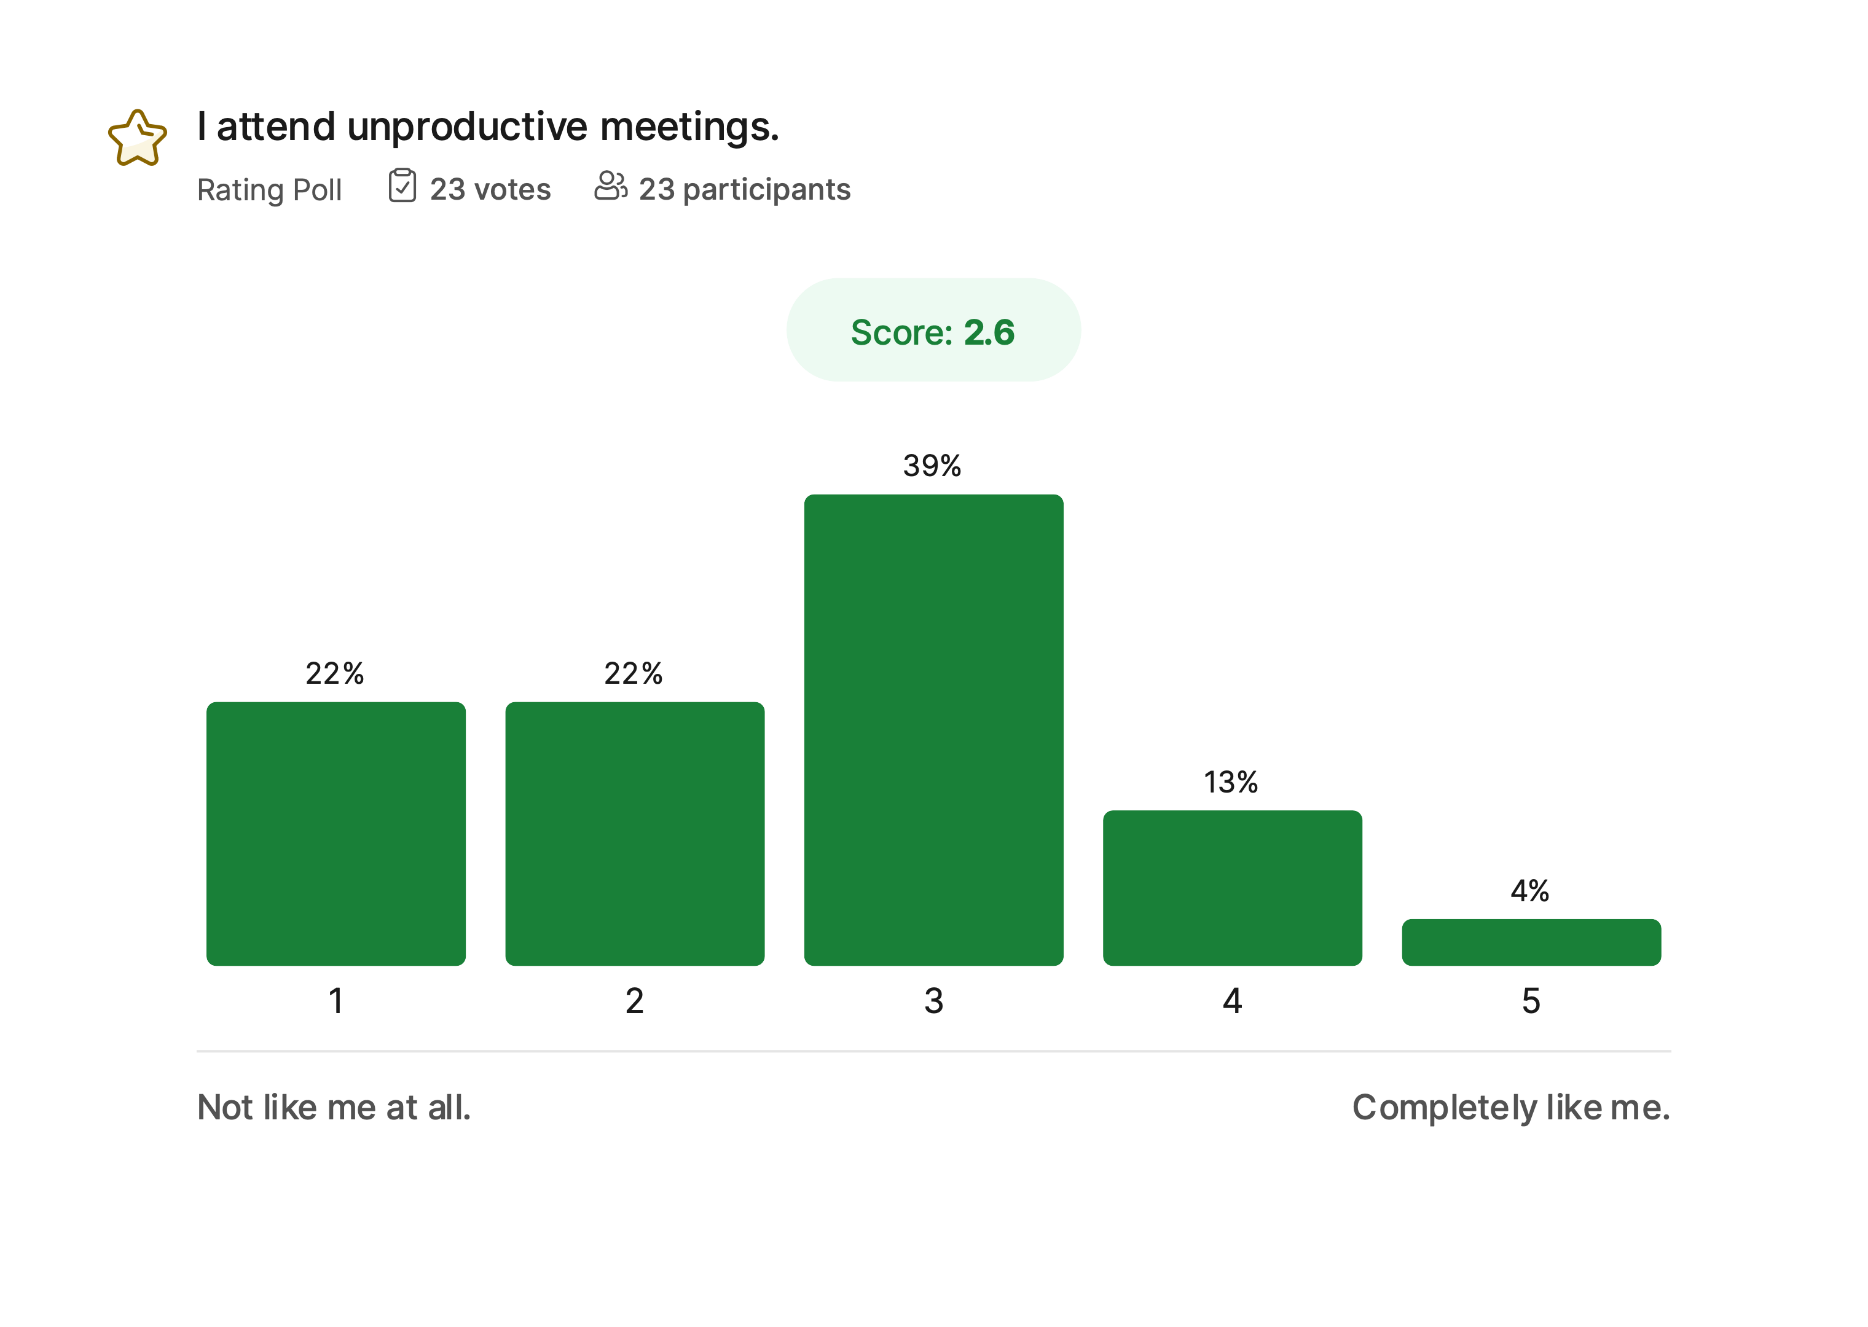 I attend unproductive meetings.
Rating Poll 23 votes 23 participants
Score: 2.6
39%
22% 22%
13%
4%
1 2 3 4 5
Not like me at all. Completely like me.